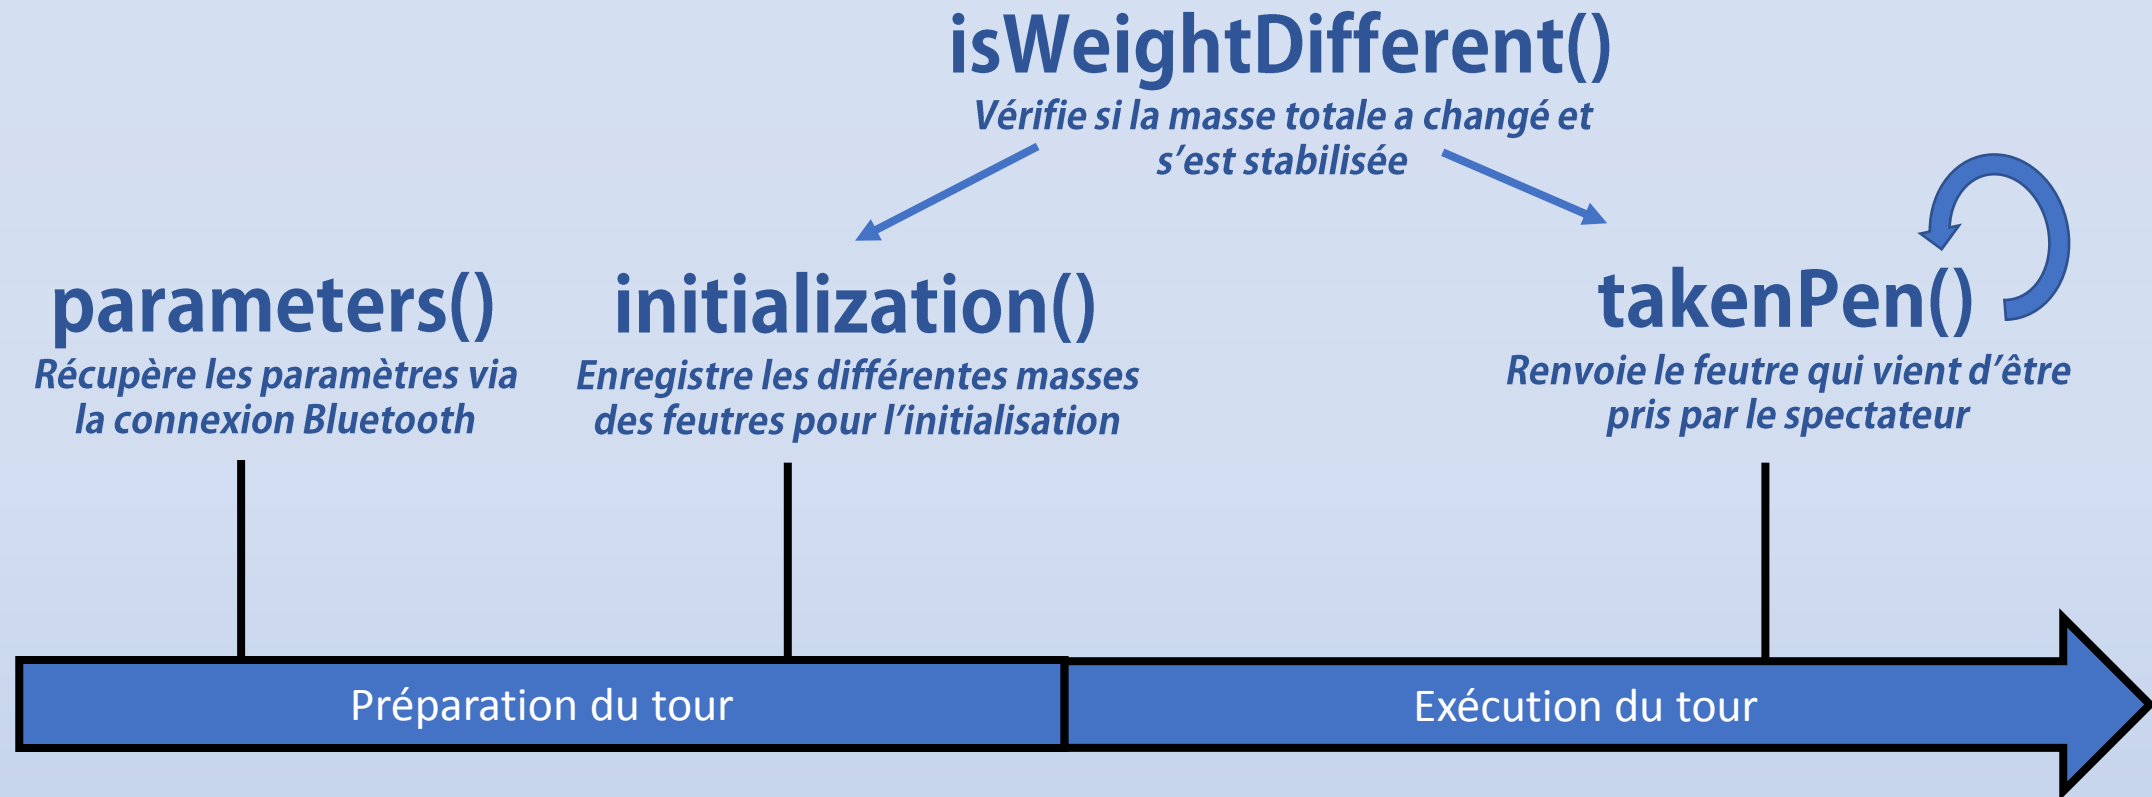 isWeightDifferent()
Vérifie si la masse totale a changé et
s’est stabilisée
parameters()
Récupère les paramètres via
la connexion Bluetooth
initialization()
Enregistre les différentes masses
des feutres pour l’initialisation
takenPen()
Renvoie le feutre qui vient d’être
pris par le spectateur
Préparation du tour
Exécution du tour